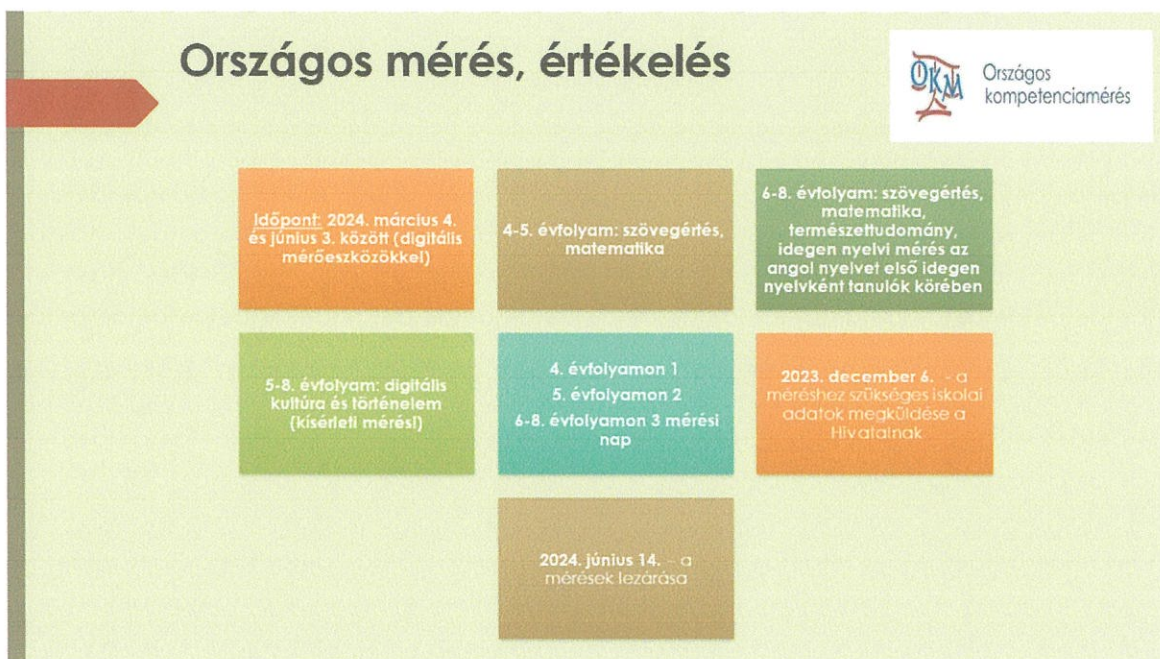 Országos mérés, értékelés
OKM
Országos
kompetenciamérés
Időpont: 2024. március 4.
és június 3. között (digitális
mérőeszközökkel)
4-5. évfolyam: szövegértés,
matematika
6-8. évfolyam: szövegértés,
matematika,
természettudomány,
idegen nyelvi mérés az
angol nyelvet első idegen
nyelvként tanulók körében
5-8. évfolyam: digitális
kultúra és történelem
(kísérleti mérés!)
4. évfolyamon 1
5. évfolyamon 2
6-8. évfolyamon 3 mérési
nap
2023. december 6. - a
méréshez szükséges iskolai
adatok megküldése a
Hivatalnak
2024. június 14. - a
mérések lezárása